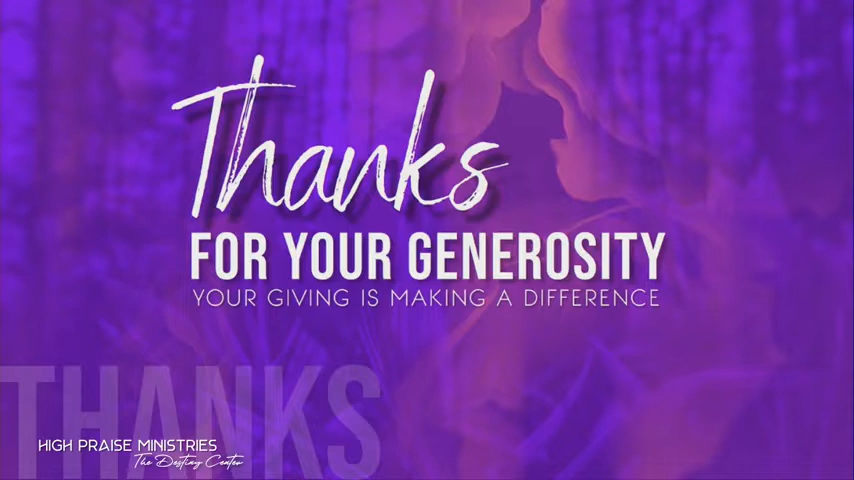 Thanks
FOR YOUR GENEROSITY
YOUR GIVING IS MAKING A DIFFERENCE
THANKS
HIGH PRAISE MINISTRIES
The Destiny Center